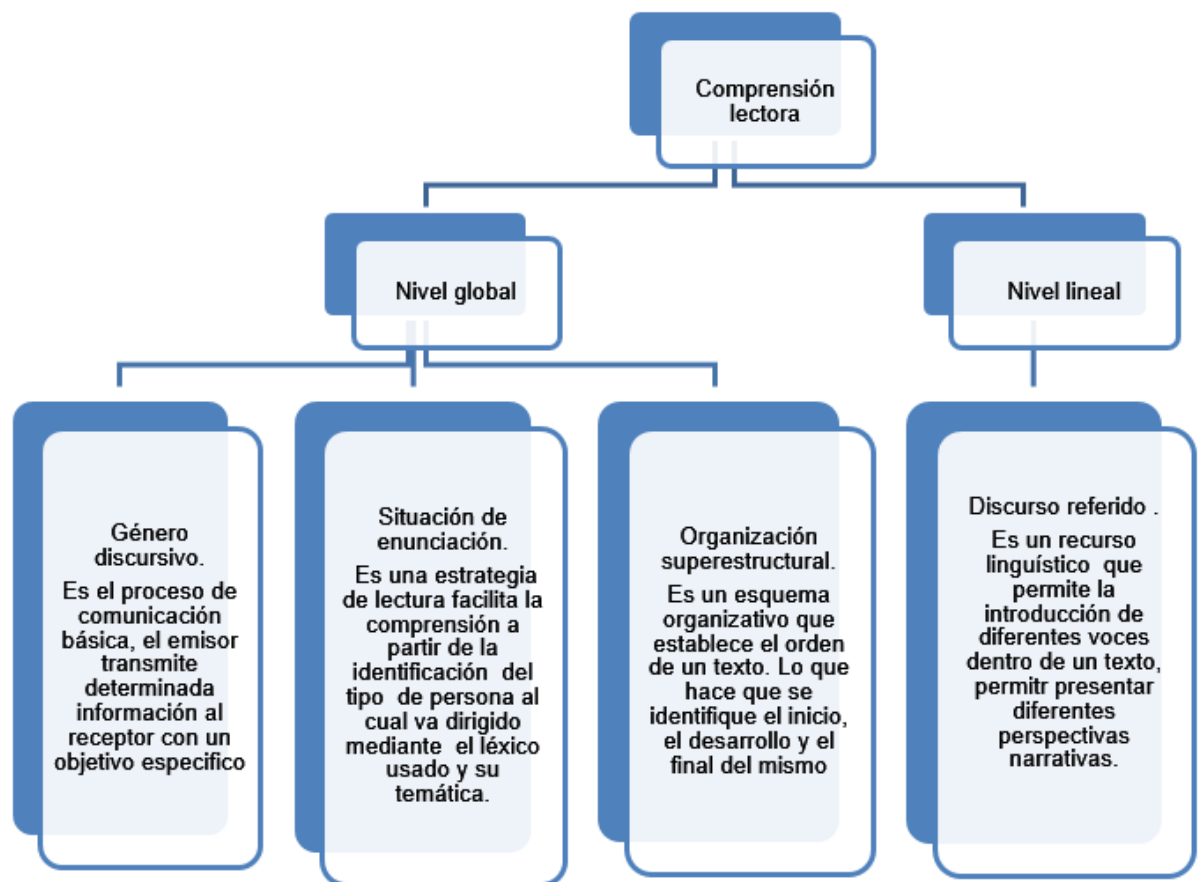 Comprensión
lectora
Nivel global
Nivel lineal
Género
discursivo.
Es el proceso de
comunicación
básica, el emisor
transmite
determinada
información al
receptor con un
objetivo especifico
Situación de
enunciación.
Es una estrategia
de lectura facilita la
comprensión a
partir de la
identificación del
tipo de persona al
cual va dirigido
mediante el léxico
usado y su
temática.
Organización
superestructural.
Es un esquema
organizativo que
establece el orden
de un texto. Lo que
hace que se
identifique el inicio,
el desarrollo y el
final del mismo
Discurso referido .
Es un recurso
linguístico que
permite la
introducción de
diferentes voces
dentro de un texto,
permitr presentar
diferentes
perspectivas
narrativas.